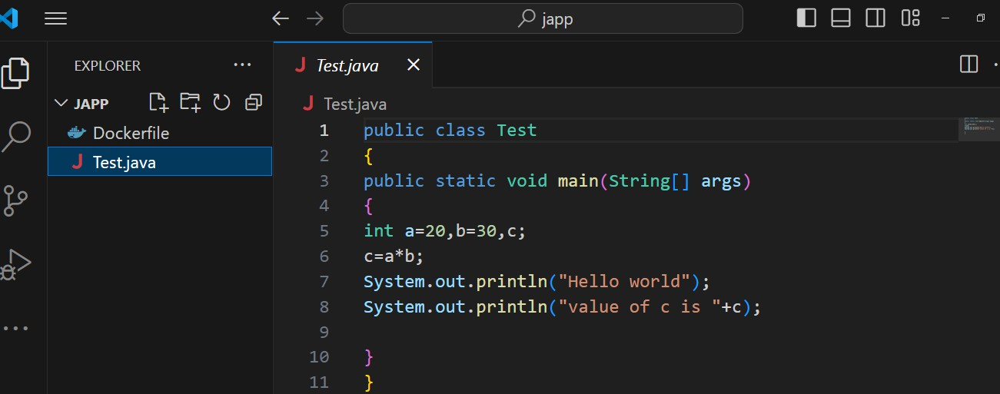 japp
EXPLORER
JAPP
Dockerfile
Test.java
Test.java
Test.java
1 public class Test
2 {
3 public static void main(String[] args)
4 {
5 int a=20,b=30,c;
6 c=a*b;
7 System.out.println("Hello world");
8 System.out.println("value of c is "+c);
9
10 }
11 }